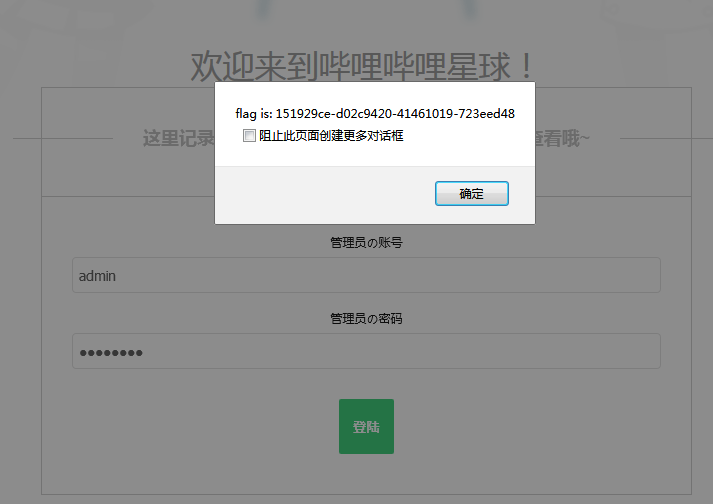 欢迎来到哔哩哔哩星球！
flag is: 151929ce-d02c9420-41461019-723eed48
阻止此页面创建更多对话框
这里记录 查看哦~
确定
管理员の账号
admin
管理员の密码
登陆